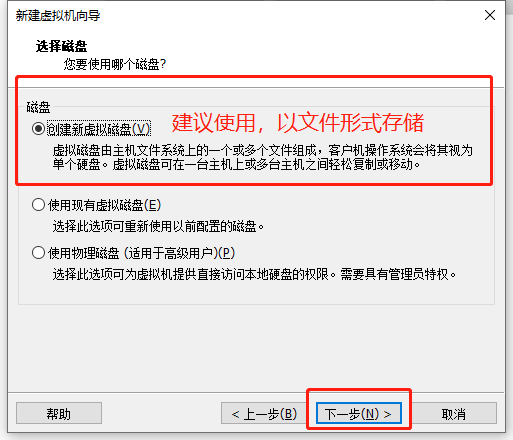 新建虚拟机向导
选择磁盘
您要使用哪个磁盘?
磁盘
创建新虚拟磁盘(V)
建议使用，以文件形式存储
虚拟磁盘由主机文件系统上的一个或多个文件组成，客户机操作系统会将其视为
单个硬盘。虚拟磁盘可在一台主机上或多台主机之间轻松复制或移动。
使用现有虚拟磁盘(E)
选择此选项可重新使用以前配置的磁盘。
使用物理磁盘 (适用于高级用户)(P)
选择此选项可为虚拟机提供直接访问本地硬盘的权限。需要具有管理员特权。
帮助
< 上一步(B)
下一步(N) >
取消